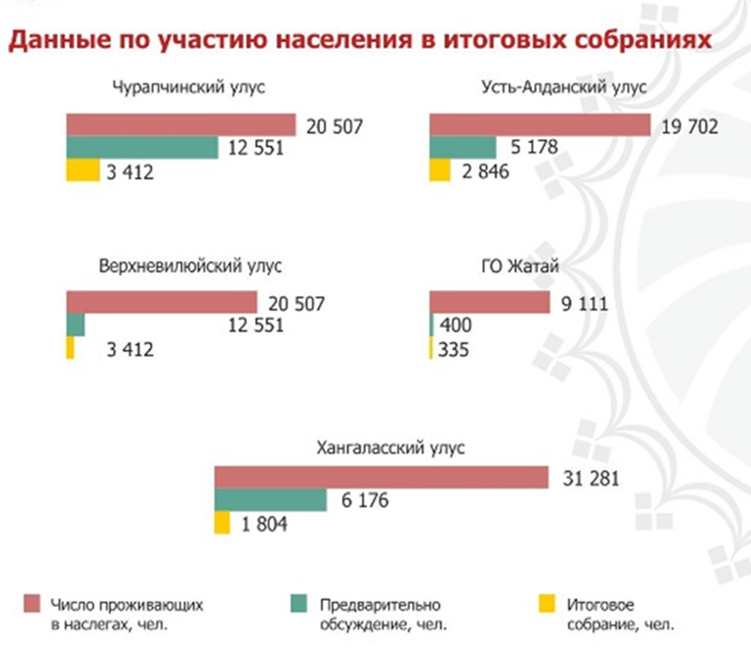 Данные по участию населения в итоговых собраниях
Чурапчинский улус
20 507
12 551
3 412
Усть-Алданский улус
19 702
5 178
2 846
Верхневилюйский улус
20 507
12 551
3 412
ГО Жатай
9 111
400
335
Хангаласский улус
31 281
6 176
1 804
Число проживающих
в наслегах, чел.
Предварительно
обсуждение, чел.
Итоговое
собрание, чел.